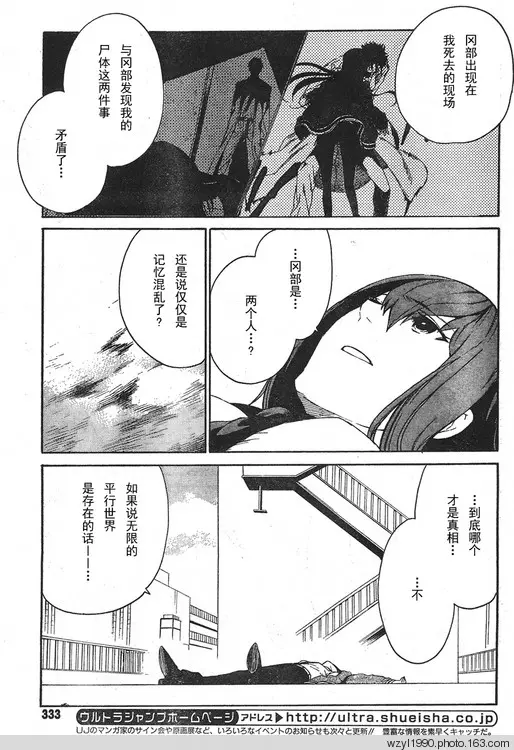 冈部出现在
我死去的现场
与冈部发现我的
尸体这两件事
矛盾了…
…冈部是…
两个人…?
还是说仅仅是
记忆混乱了?
…到底哪个
才是真相…
…不
如果说无限的
平行世界
是存在的话——…
333
ウルトラジャンプホームページ アドレス▶http://ultra.shueisha.co.jp
UJのマンガ家のサイン会や原画展など、いろいろなイベントのお知らせも次々と更新!! 豊富な情報を素早くキャッチだ。
wzyl1990.photo.163.com